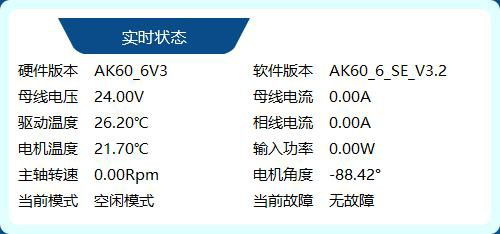 实时状态
硬件版本 AK60_6V3 软件版本 AK60_6_SE_V3.2
母线电压 24.00V 母线电流 0.00A
驱动温度 26.20℃ 相线电流 0.00A
电机温度 21.70℃ 输入功率 0.00W
主轴转速 0.00Rpm 电机角度 -88.42°
当前模式 空闲模式 当前故障 无故障